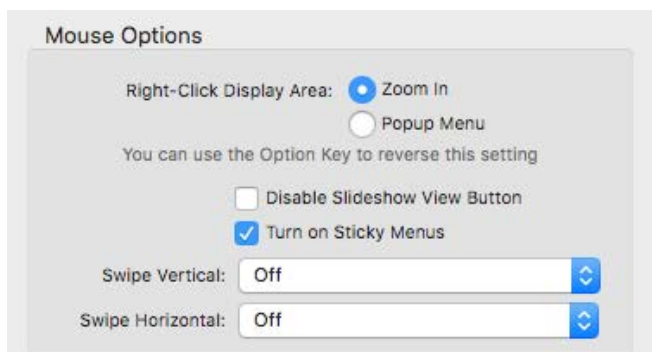 Mouse Options
Right-Click Display Area: Zoom In
Popup Menu
You can use the Option Key to reverse this setting
Disable Slideshow View Button
Turn on Sticky Menus
Swipe Vertical: Off
Swipe Horizontal: Off